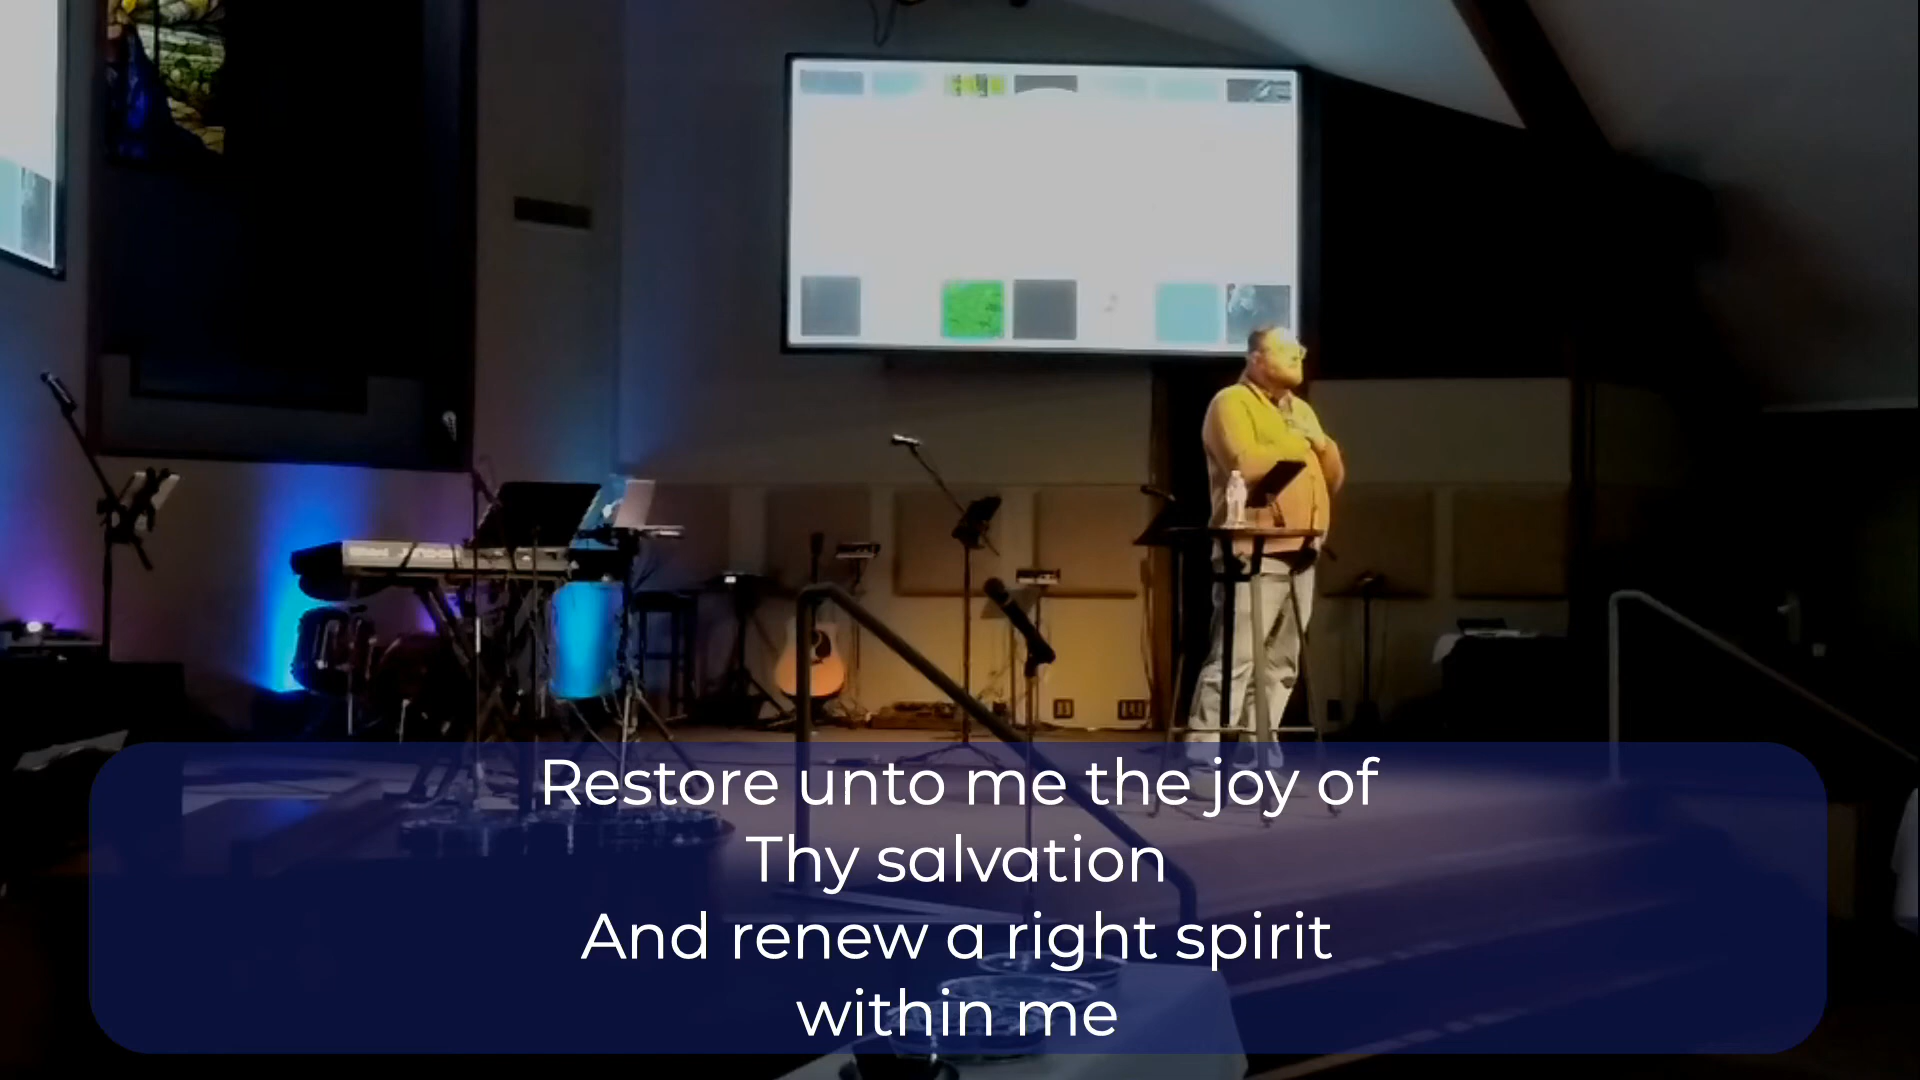 Restore unto me the joy of
Thy salvation
And renew a right spirit
within me